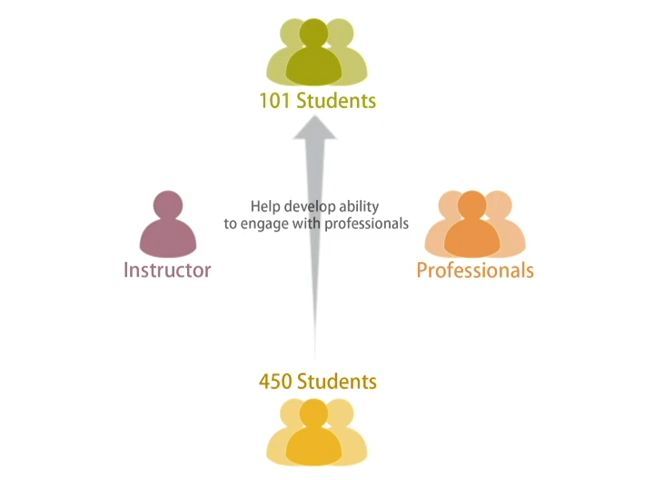 101 Students
Help develop ability
to engage with professionals
Instructor
Professionals
450 Students